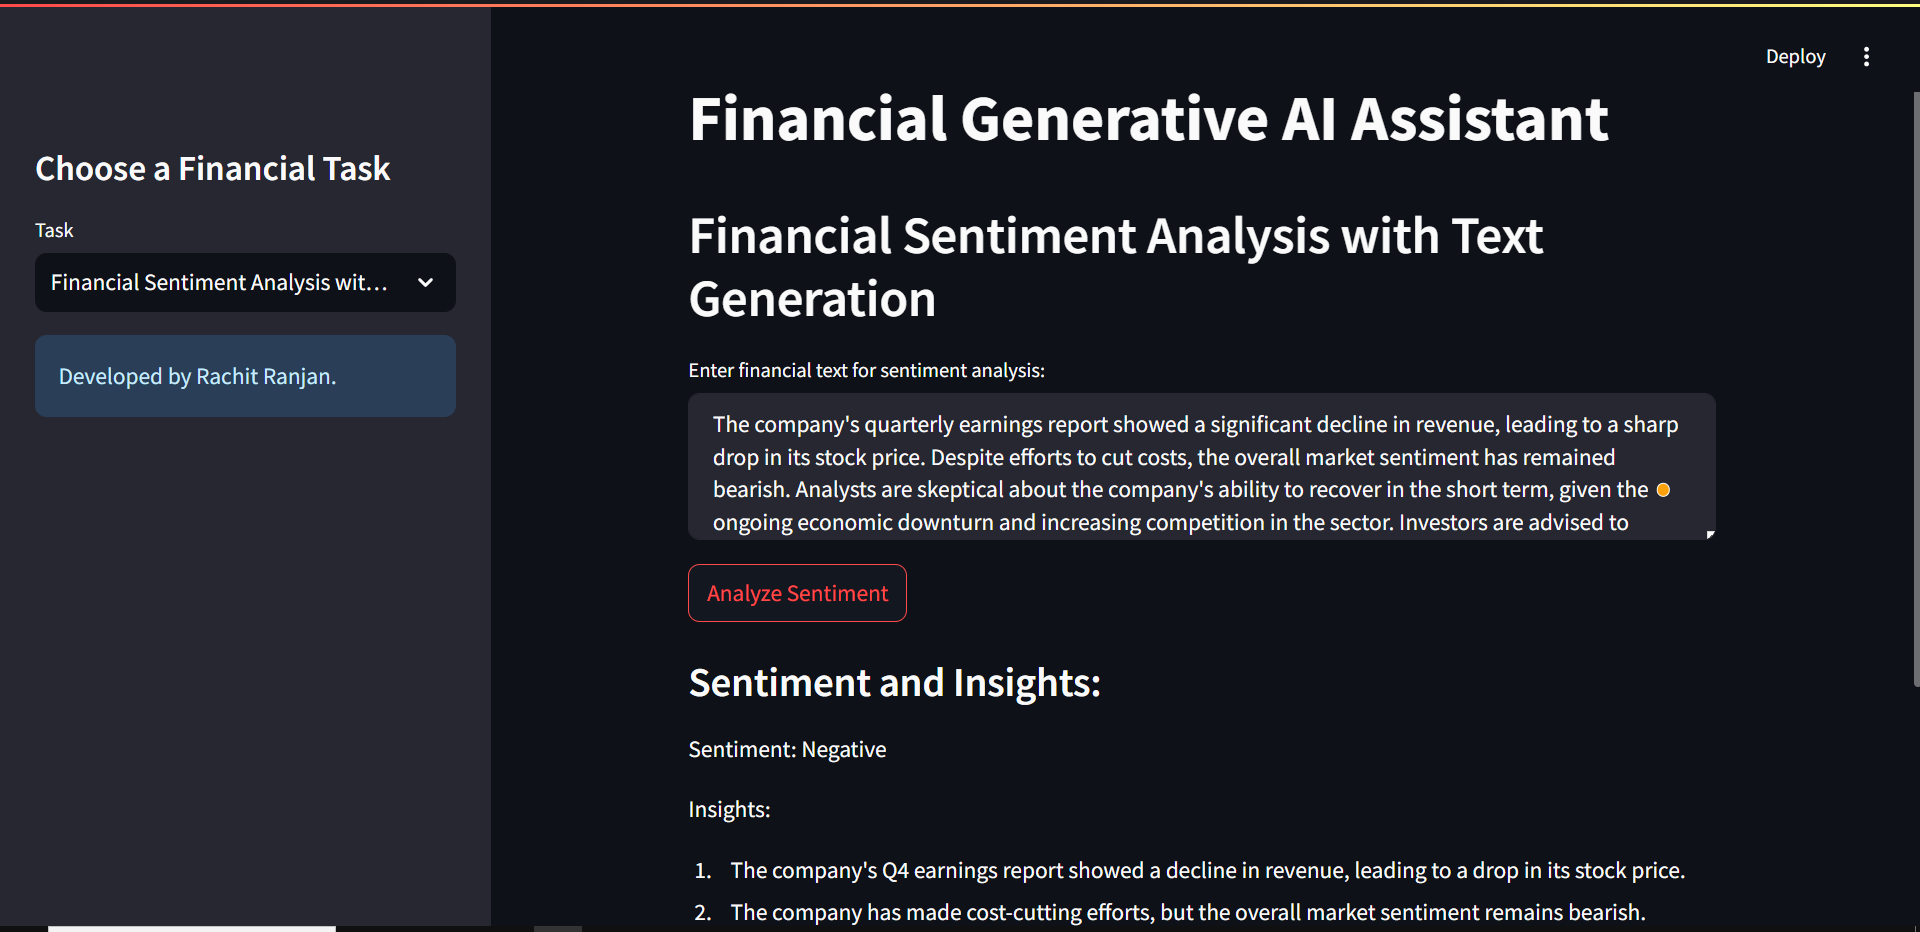 Deploy
Choose a Financial Task
Task
Financial Sentiment Analysis wit...
Developed by Rachit Ranjan.
Financial Generative AI Assistant
Financial Sentiment Analysis with Text
Generation
Enter financial text for sentiment analysis:
The company's quarterly earnings report showed a significant decline in revenue, leading to a sharp
drop in its stock price. Despite efforts to cut costs, the overall market sentiment has remained
bearish. Analysts are skeptical about the company's ability to recover in the short term, given the
ongoing economic downturn and increasing competition in the sector. Investors are advised to
Analyze Sentiment
Sentiment and Insights:
Sentiment: Negative
Insights:
1. The company's Q4 earnings report showed a decline in revenue, leading to a drop in its stock price.
2. The company has made cost-cutting efforts, but the overall market sentiment remains bearish.